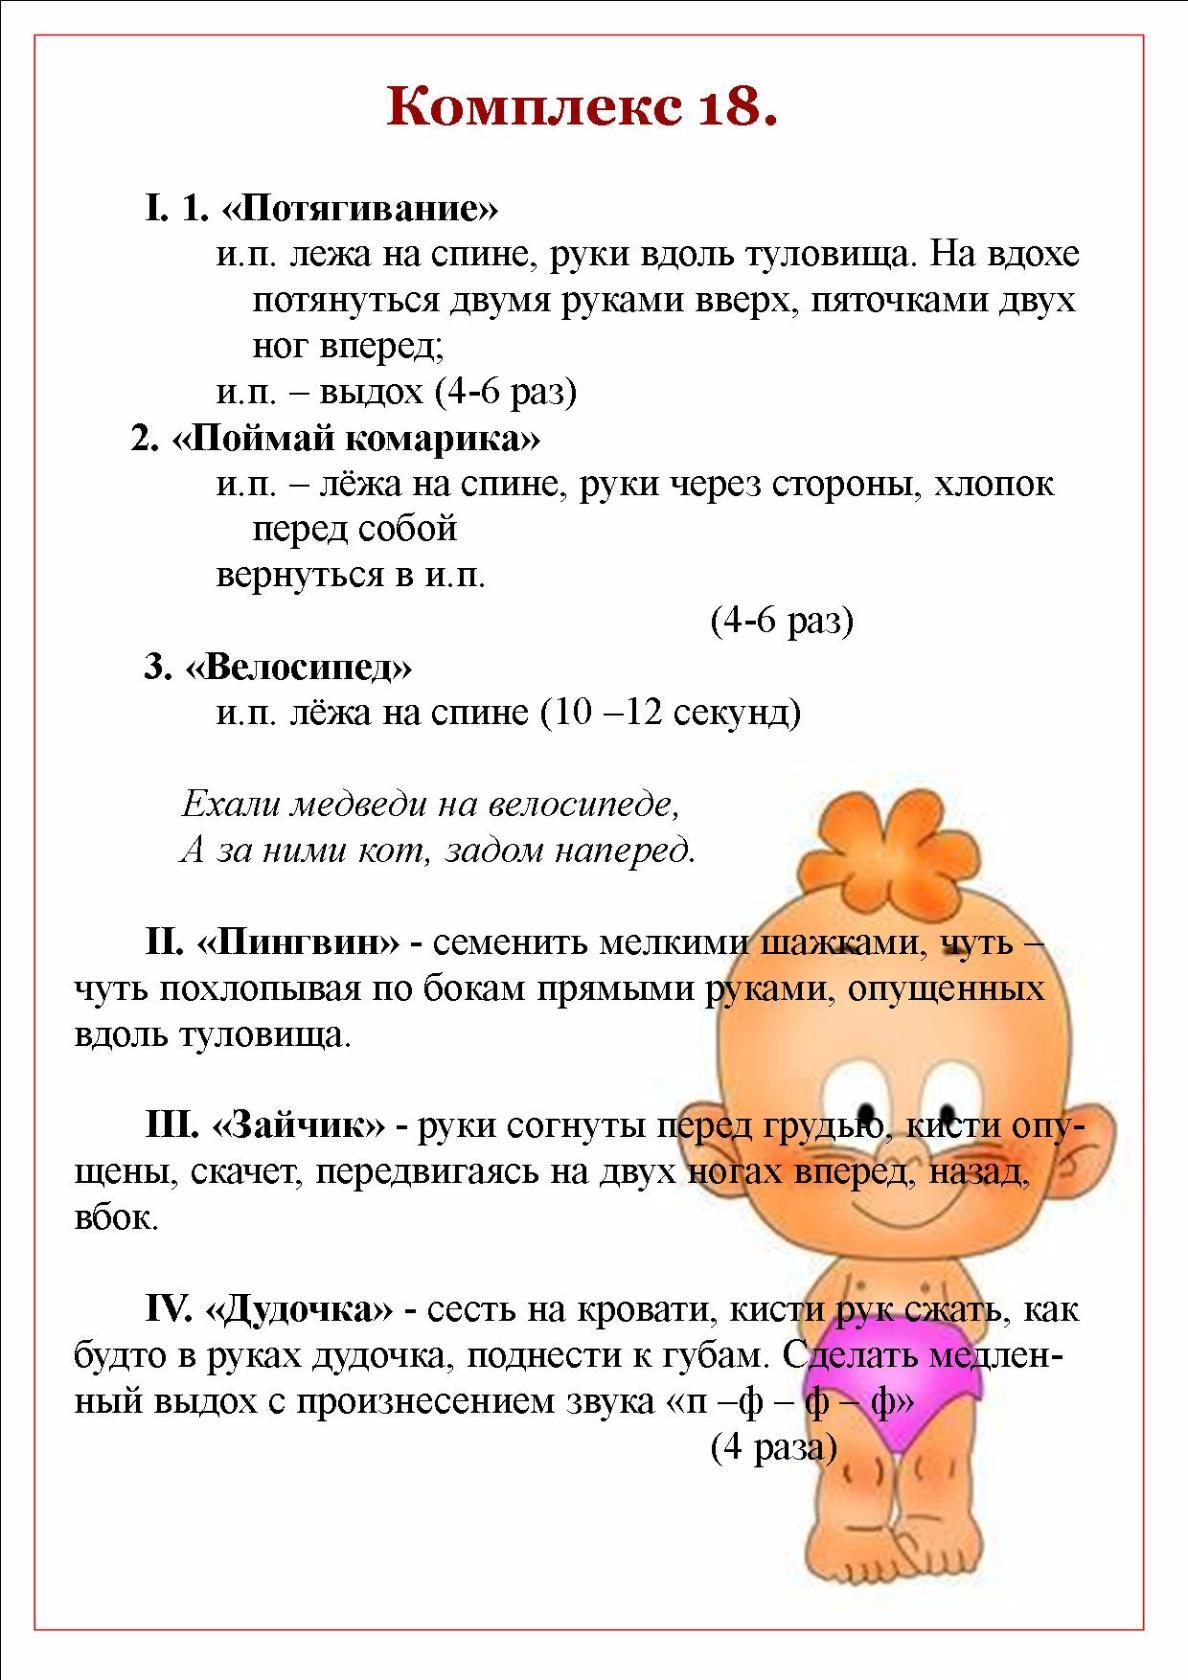 Комплекс 18.
I. 1. «Потягивание»
и.п. лежа на спине, руки вдоль туловища. На вдохе
потянуться двумя руками вверх, пяточками двух
ног вперед;
и.п. – выдох (4-6 раз)
2. «Поймай комарика»
и.п. – лёжа на спине, руки через стороны, хлопок
перед собой
вернуться в и.п.
(4-6 раз)
3. «Велосипед»
и.п. лёжа на спине (10 –12 секунд)
Ехали медведи на велосипеде,
А за ними кот, задом наперед.
II. «Пингвин» - семенить мелкими шажками, чуть –
чуть похлопывая по бокам прямыми руками, опущенных
вдоль туловища.
III. «Зайчик» - руки согнуты перед грудью, кисти опу-
щены, скачет, передвигаясь на двух ногах вперед, назад,
вбок.
IV. «Дудочка» - сесть на кровати, кисти рук сжать, как
будто в руках дудочка, поднести к губам. Сделать медлен-
ный выдох с произнесением звука «п –ф – ф – ф»
(4 раза)